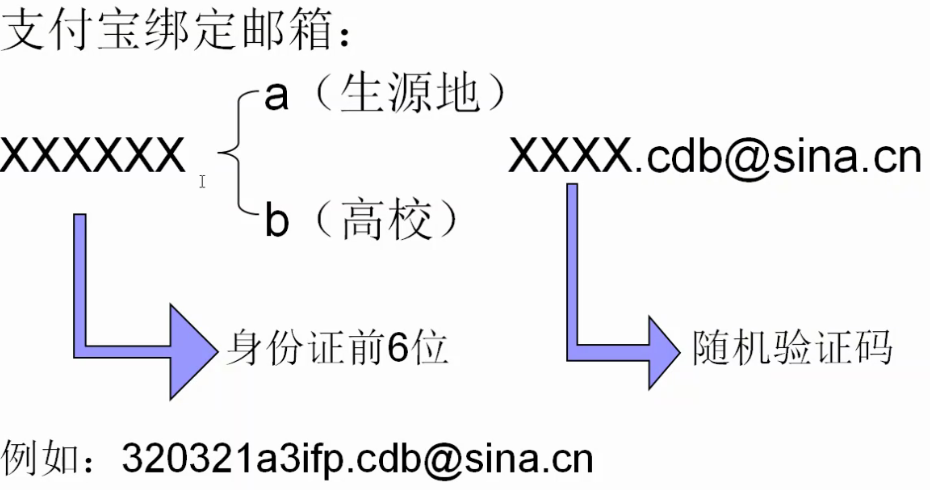 支付宝绑定邮箱：
a（生源地）
XXXXXX XXXX.cdb@sina.cn
b（高校）
身份证前6位 随机验证码
例如：320321a3ifp.cdb@sina.cn